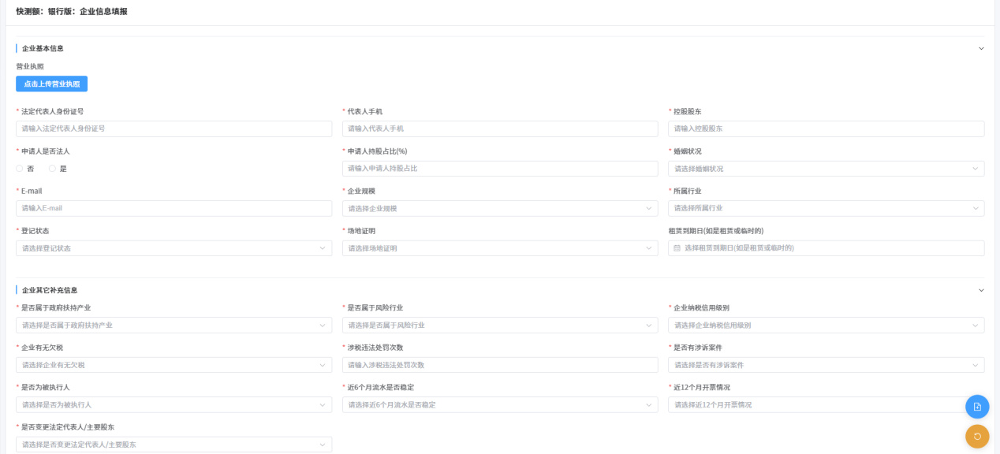 快测额：银行版：企业信息填报
企业基本信息
营业执照
点击上传营业执照
* 法定代表人身份证号 * 代表人手机 * 控股股东
请输入法定代表人身份证号 请输入代表人手机 请输入控股股东
* 申请人是否法人 * 申请人持股占比(%) * 婚姻状况
否 是 请输入申请人持股占比 请选择婚姻状况
* E-mail * 企业规模 * 所属行业
请输入E-mail 请选择企业规模 请选择所属行业
* 登记状态 * 场地证明 租赁到期日(如是租赁或临时的)
请选择登记状态 请选择场地证明 选择租赁到期日(如是租赁或临时的)
企业其它补充信息
* 是否属于政府扶持产业 * 是否属于风险行业 * 企业纳税信用级别
请选择是否属于政府扶持产业 请选择是否属于风险行业 请选择企业纳税信用级别
* 企业有无欠税 * 涉税违法处罚次数 * 是否有涉诉案件
请选择企业有无欠税 请输入涉税违法处罚次数 请选择是否有涉诉案件
* 是否为被执行人 * 近6个月流水是否稳定 * 近12个月开票情况
请选择是否为被执行人 请选择近6个月流水是否稳定 请选择近12个月开票情况
* 是否变更法定代表人/主要股东
请选择是否变更法定代表人/主要股东